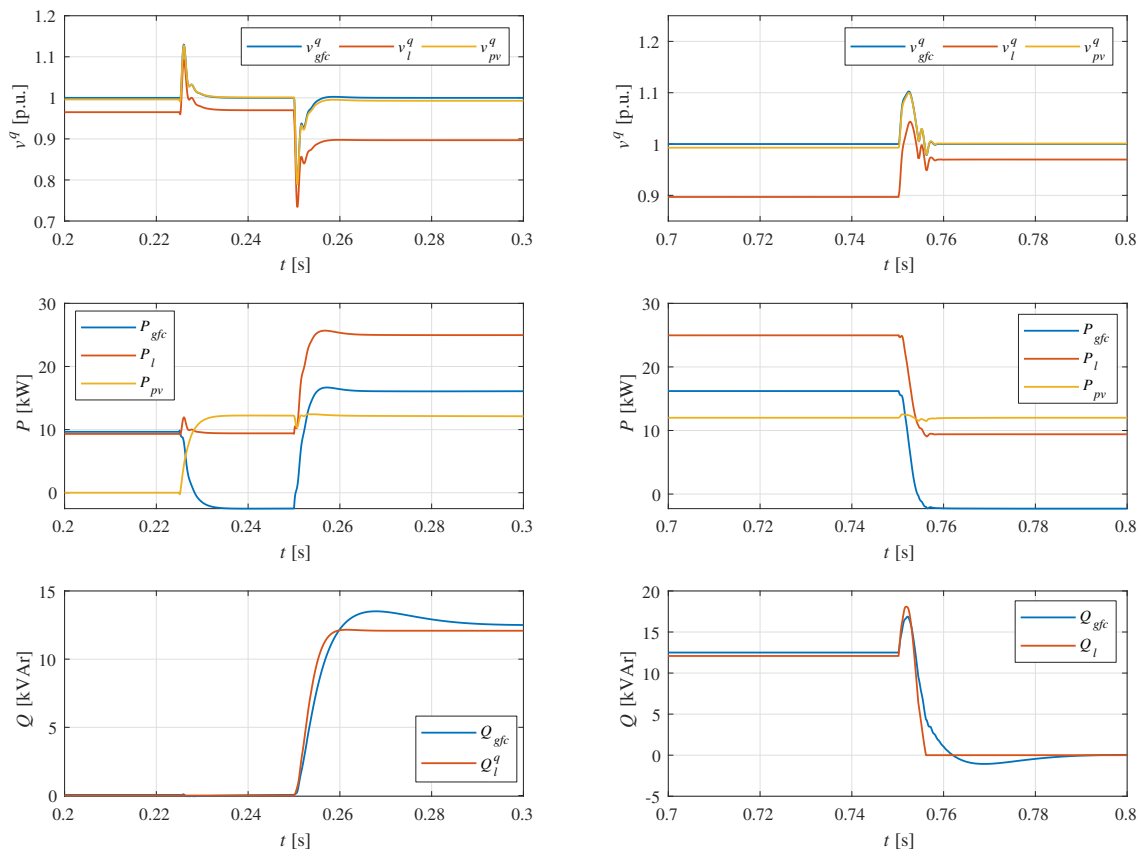 1.2
1.1
1
0.9
0.8
0.7
v^q [p.u.]
v^q_gfc v^q_l v^q_pv
0.2 0.22 0.24 0.26 0.28 0.3
t [s]
1.2
1.1
1
0.9
v^q [p.u.]
v^q_gfc v^q_l v^q_pv
0.7 0.72 0.74 0.76 0.78 0.8
t [s]
30
20
10
0
P [kW]
P_gfc
P_l
P_pv
0.2 0.22 0.24 0.26 0.28 0.3
t [s]
30
20
10
0
P [kW]
P_gfc
P_l
P_pv
0.7 0.72 0.74 0.76 0.78 0.8
t [s]
15
10
5
0
Q [kVAr]
Q_gfc
Q^q_l
0.2 0.22 0.24 0.26 0.28 0.3
t [s]
20
15
10
5
0
-5
Q [kVAr]
Q_gfc
Q_l
0.7 0.72 0.74 0.76 0.78 0.8
t [s]